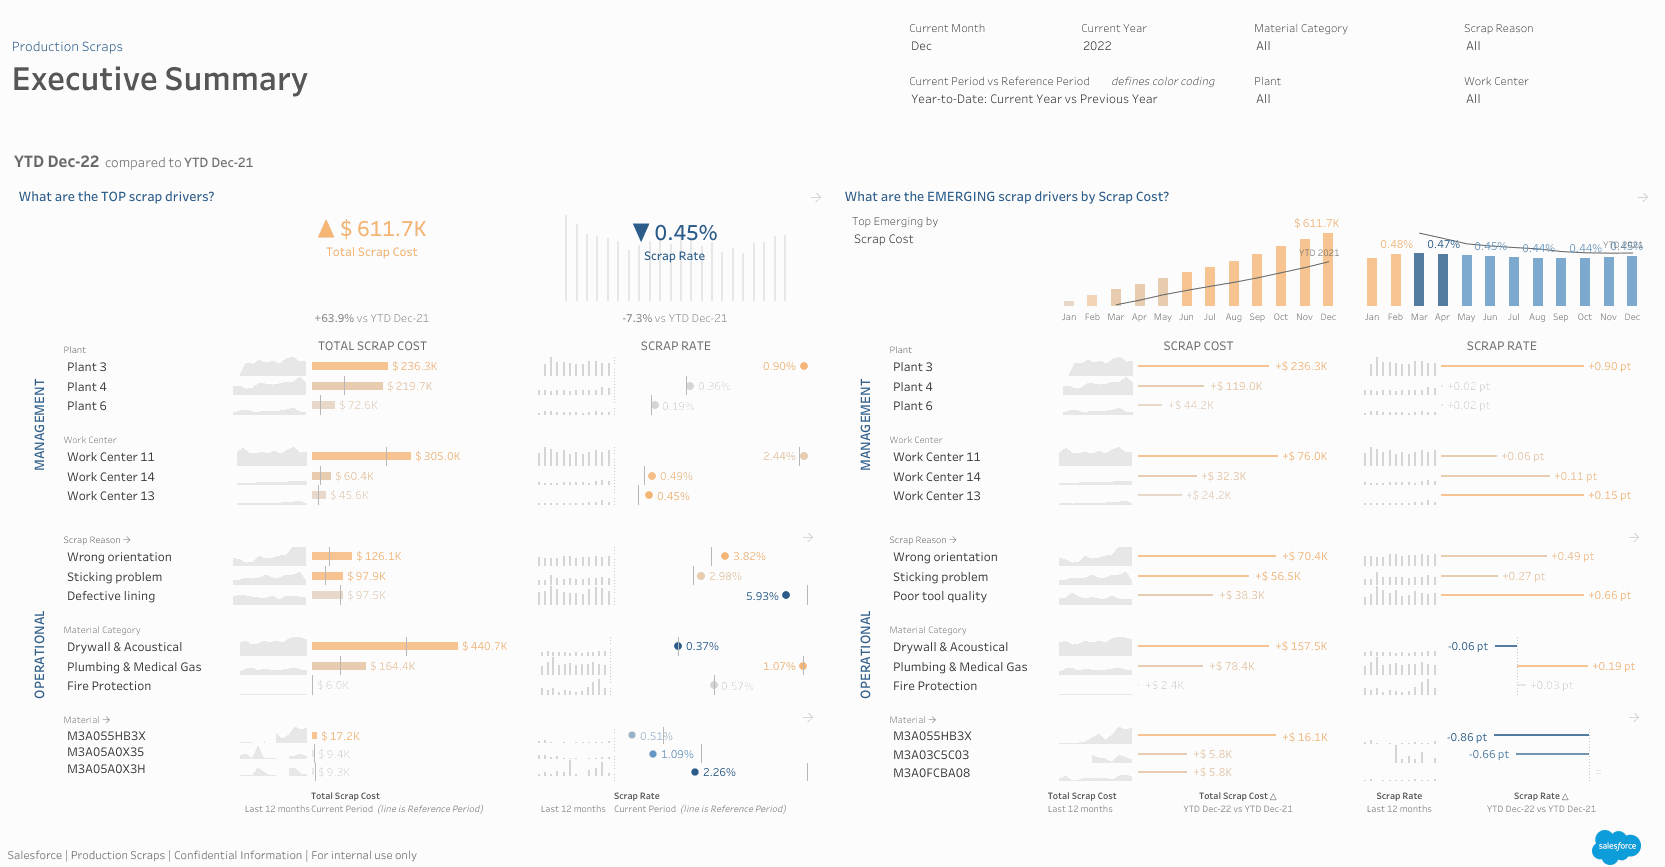 Production Scraps
Executive Summary
Current Month
Dec
Current Year
2022
Material Category
All
Scrap Reason
All
Current Period vs Reference Period defines color coding
Year-to-Date: Current Year vs Previous Year
Plant
All
Work Center
All
YTD Dec-22 compared to YTD Dec-21
What are the TOP scrap drivers? →
▲ $ 611.7K
Total Scrap Cost
+63.9% vs YTD Dec-21
▼ 0.45%
Scrap Rate
-7.3% vs YTD Dec-21
TOTAL SCRAP COST
SCRAP RATE
MANAGEMENT
Plant
Plant 3 $ 236.3K 0.90%
Plant 4 $ 219.7K 0.36%
Plant 6 $ 72.6K 0.19%
Work Center
Work Center 11 $ 305.0K 2.44%
Work Center 14 $ 60.4K 0.49%
Work Center 13 $ 45.6K 0.45%
OPERATIONAL
Scrap Reason → →
Wrong orientation $ 126.1K 3.82%
Sticking problem $ 97.9K 2.98%
Defective lining $ 97.5K 5.93%
Material Category
Drywall & Acoustical $ 440.7K 0.37%
Plumbing & Medical Gas $ 164.4K 1.07%
Fire Protection $ 6.0K 0.57%
Material → →
M3A055HB3X $ 17.2K 0.51%
M3A05A0X35 $ 9.4K 1.09%
M3A05A0X3H $ 9.3K 2.26%
Total Scrap Cost
Last 12 months Current Period (line is Reference Period)
Scrap Rate
Last 12 months Current Period (line is Reference Period)
What are the EMERGING scrap drivers by Scrap Cost? →
Top Emerging by
Scrap Cost
$ 611.7K
YTD 2021
Jan Feb Mar Apr May Jun Jul Aug Sep Oct Nov Dec
0.48% 0.47% 0.45% 0.44% 0.44% 0.45%
YTD 2021
Jan Feb Mar Apr May Jun Jul Aug Sep Oct Nov Dec
SCRAP COST
SCRAP RATE
MANAGEMENT
Plant
Plant 3 +$ 236.3K +0.90 pt
Plant 4 +$ 119.0K +0.02 pt
Plant 6 +$ 44.2K +0.02 pt
Work Center
Work Center 11 +$ 76.0K +0.06 pt
Work Center 14 +$ 32.3K +0.11 pt
Work Center 13 +$ 24.2K +0.15 pt
OPERATIONAL
Scrap Reason → →
Wrong orientation +$ 70.4K +0.49 pt
Sticking problem +$ 56.5K +0.27 pt
Poor tool quality +$ 38.3K +0.66 pt
Material Category
Drywall & Acoustical +$ 157.5K -0.06 pt
Plumbing & Medical Gas +$ 78.4K +0.19 pt
Fire Protection +$ 2.4K +0.03 pt
Material → →
M3A055HB3X +$ 16.1K -0.86 pt
M3A03C5C03 +$ 5.8K -0.66 pt
M3A0FCBA08 +$ 5.8K =
Total Scrap Cost
Last 12 months
Total Scrap Cost △
YTD Dec-22 vs YTD Dec-21
Scrap Rate
Last 12 months
Scrap Rate △
YTD Dec-22 vs YTD Dec-21
Salesforce | Production Scraps | Confidential Information | For internal use only
salesforce